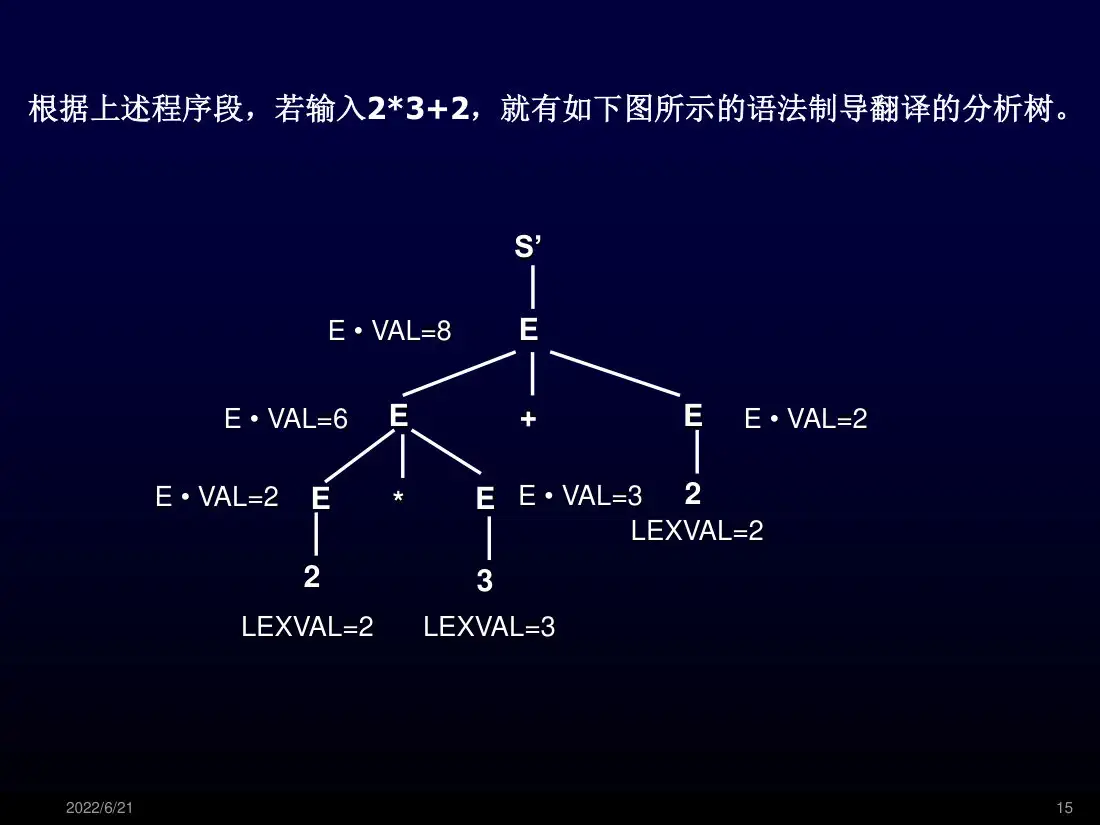 根据上述程序段，若输入2*3+2，就有如下图所示的语法制导翻译的分析树。
S’
E • VAL=8 E
E • VAL=6 E + E E • VAL=2
E • VAL=2 E * E E • VAL=3 2
LEXVAL=2
2 3
LEXVAL=2 LEXVAL=3
2022/6/21 15